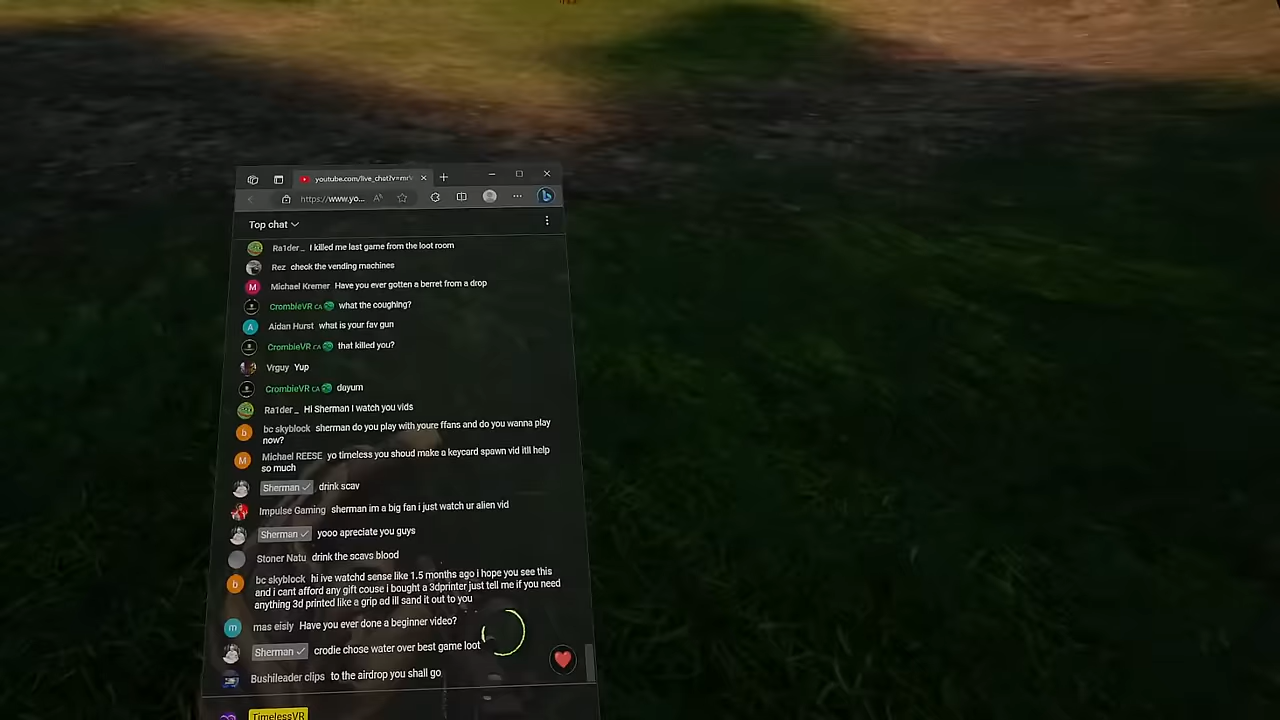 youtube.com/live_chat?v=mrV
https://www.yo...
Top chat
Ra1der_ I killed me last game from the loot room
Rez check the vending machines
M Michael Kremer Have you ever gotten a berret from a drop
CrombieVR CA what the coughing?
A Aidan Hurst what is your fav gun
CrombieVR CA that killed you?
Vrguy Yup
CrombieVR CA dayum
Ra1der_ Hi Sherman I watch you vids
b bc skyblock sherman do you play with youre ffans and do you wanna play
now?
M Michael REESE yo timeless you shoud make a keycard spawn vid itll help
so much
Sherman drink scav
Impulse Gaming sherman im a big fan i just watch ur alien vid
Sherman yooo apreciate you guys
Stoner Natu drink the scavs blood
b bc skyblock hi ive watchd sense like 1.5 months ago i hope you see this
and i cant afford any gift couse i bought a 3dprinter just tell me if you need
anything 3d printed like a grip ad ill sand it out to you
m mas eisly Have you ever done a beginner video?
Sherman crodie chose water over best game loot
Bushileader clips to the airdrop you shall go
TimelessVR